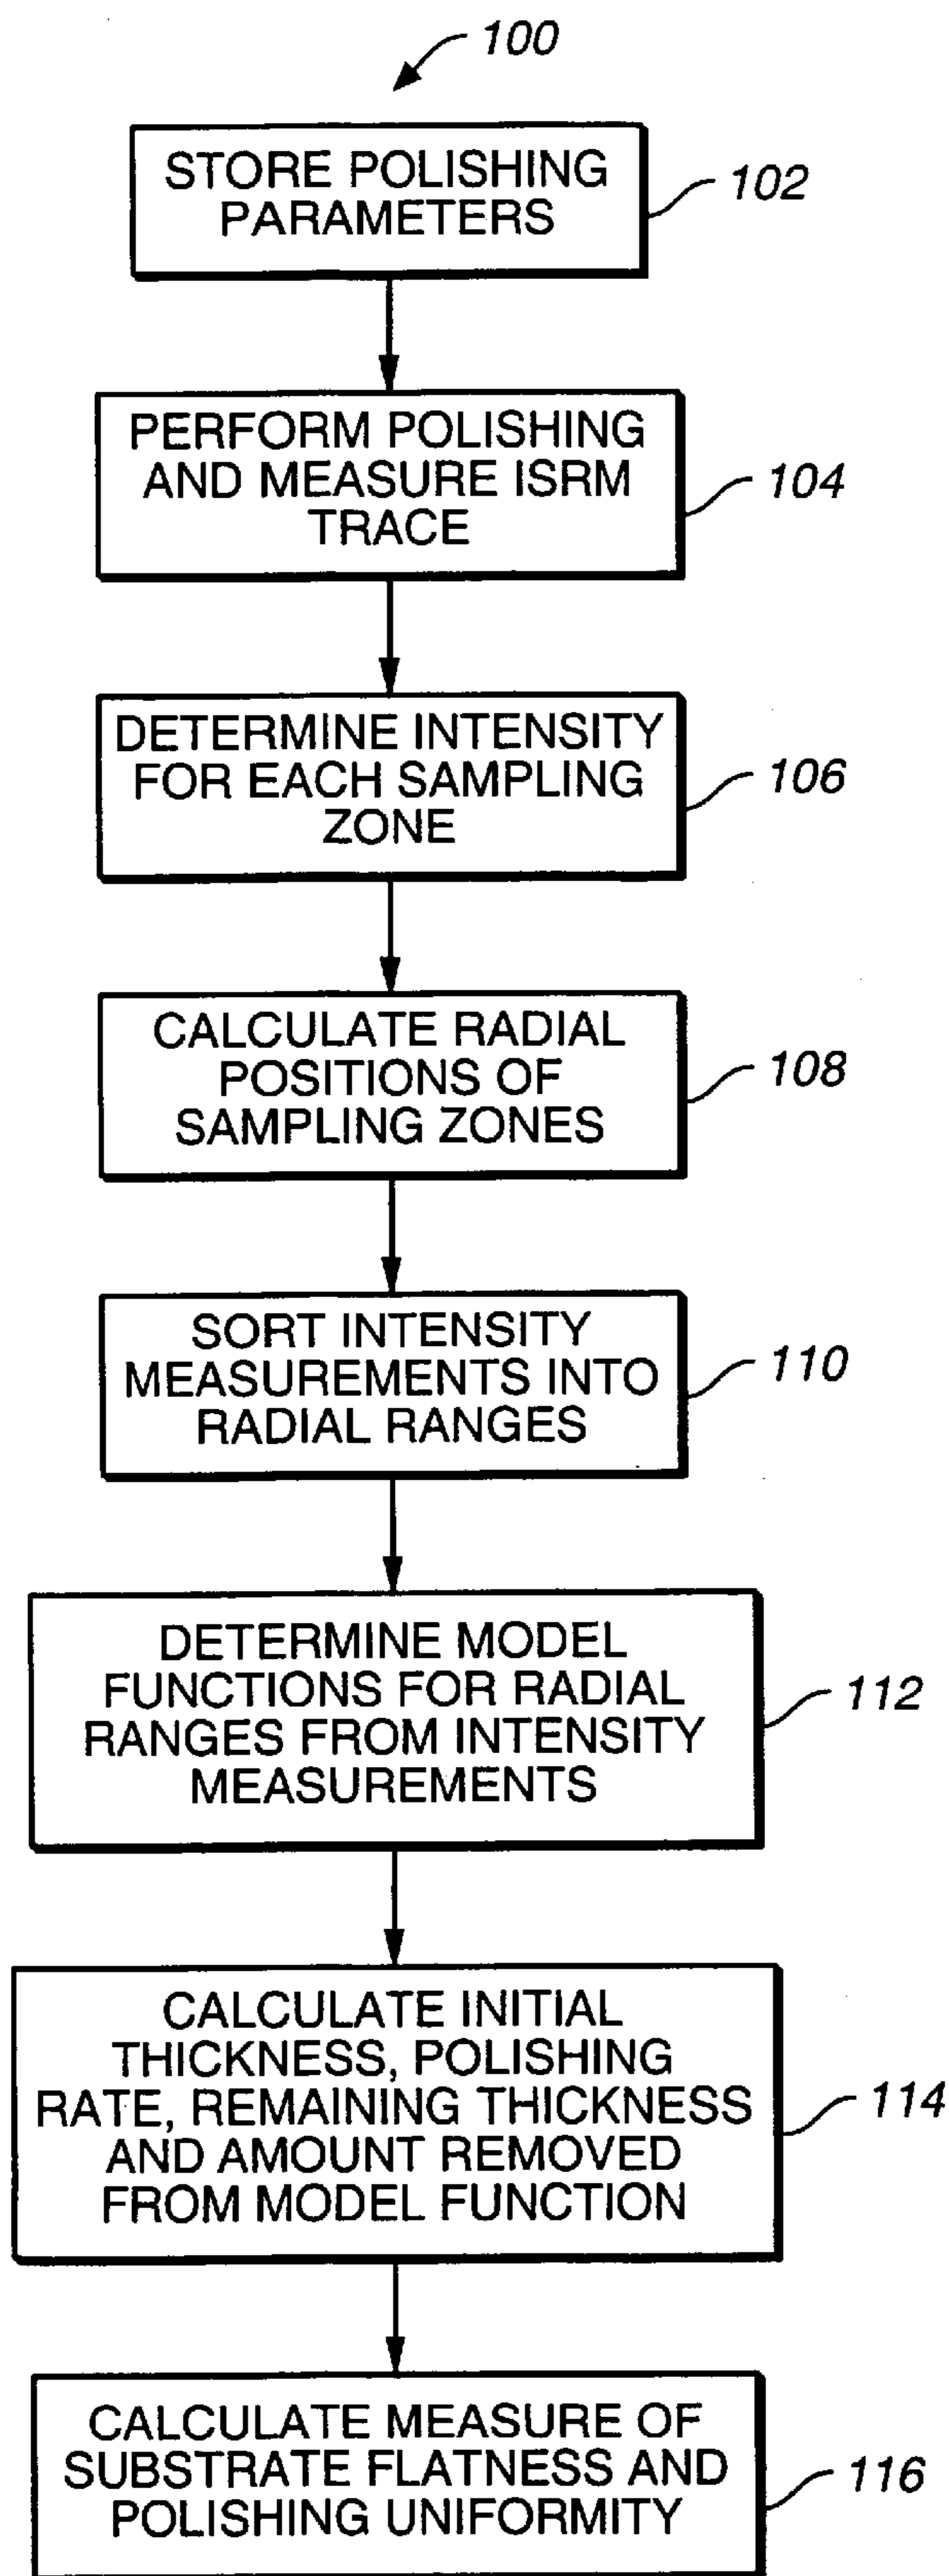 100
STORE POLISHING
PARAMETERS
102
PERFORM POLISHING
AND MEASURE ISRM
TRACE
104
DETERMINE INTENSITY
FOR EACH SAMPLING
ZONE
106
CALCULATE RADIAL
POSITIONS OF
SAMPLING ZONES
108
SORT INTENSITY
MEASUREMENTS INTO
RADIAL RANGES
110
DETERMINE MODEL
FUNCTIONS FOR RADIAL
RANGES FROM INTENSITY
MEASUREMENTS
112
CALCULATE INITIAL
THICKNESS, POLISHING
RATE, REMAINING THICKNESS
AND AMOUNT REMOVED
FROM MODEL FUNCTION
114
CALCULATE MEASURE OF
SUBSTRATE FLATNESS AND
POLISHING UNIFORMITY
116